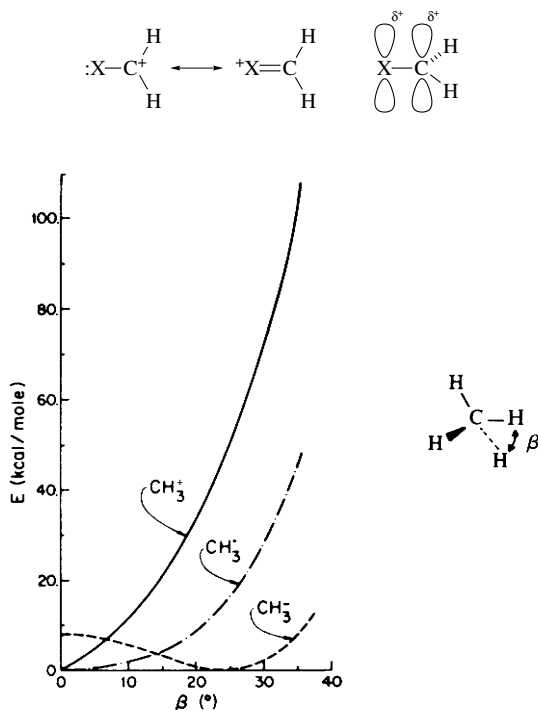 H H δ+ δ+
:X—C+ ↔ +X=C X—C H
H H H
100.
80.
60.
40.
20.
0.
E (kcal/mole)
CH₃⁺
CH₃·
CH₃⁻
0 10 20 30 40
β (°)
H
C—H
H H β